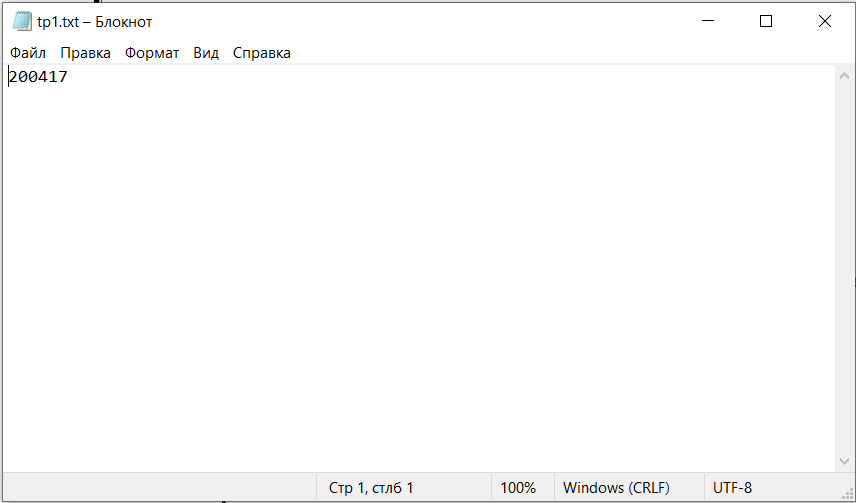 tp1.txt – Блокнот
Файл Правка Формат Вид Справка
200417
Стр 1, стлб 1 100% Windows (CRLF) UTF-8